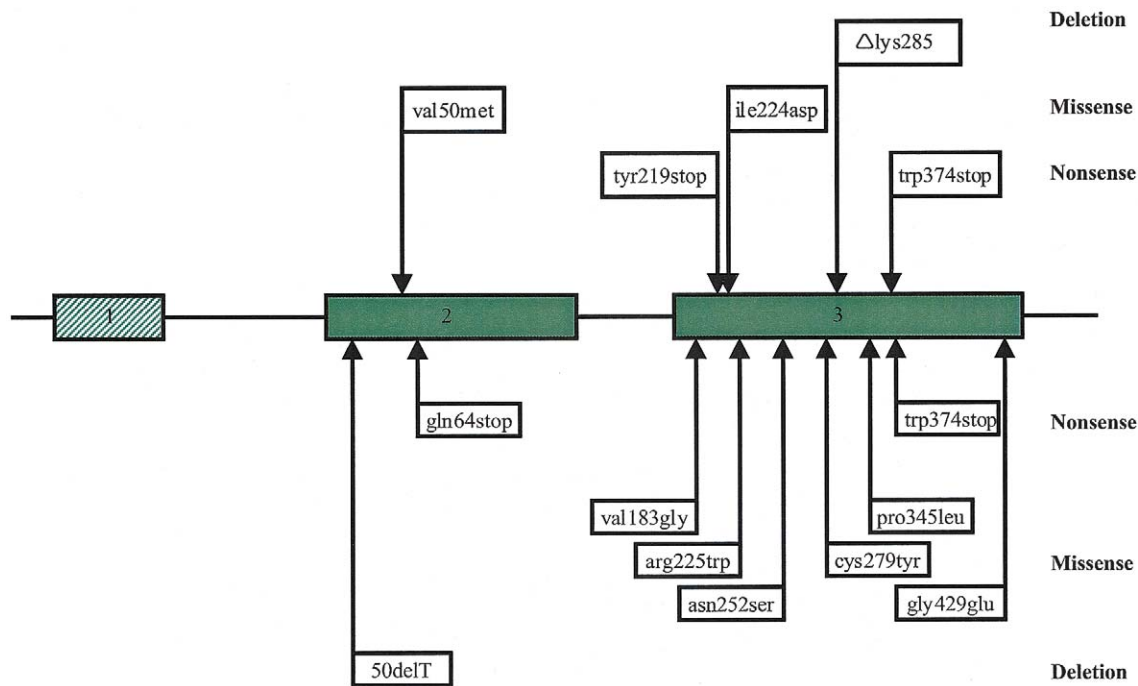 Deletion
△lys285
val50met
ile224asp
Missense
tyr219stop
trp374stop
Nonsense
1
2
3
gln64stop
trp374stop
Nonsense
val183gly
pro345leu
arg225trp
cys279tyr
Missense
asn252ser
gly429glu
50delT
Deletion